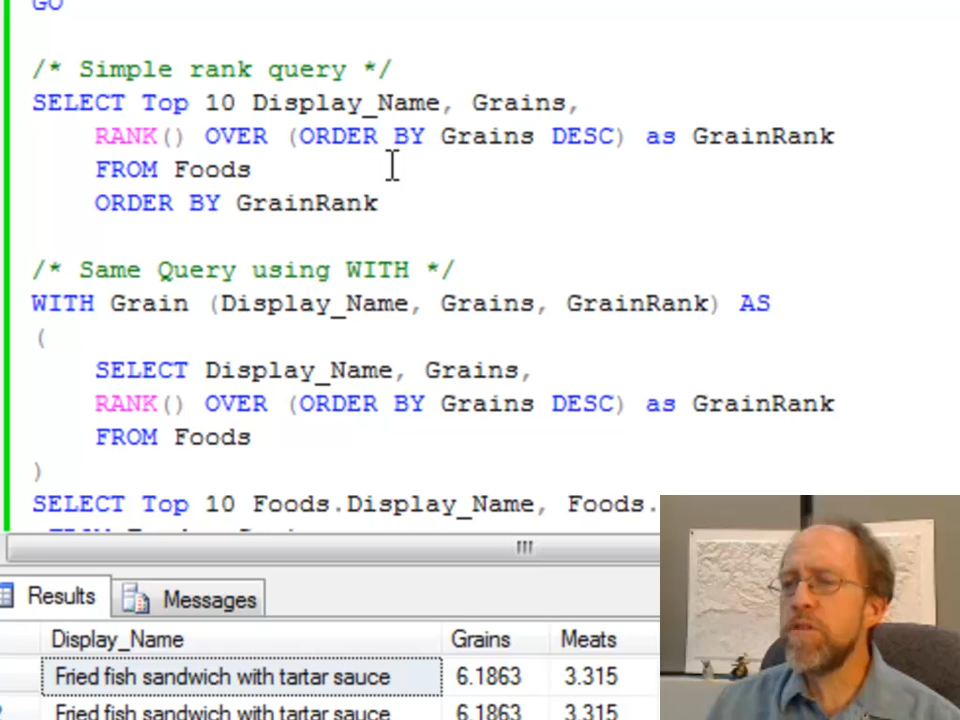 GO
/* Simple rank query */
SELECT Top 10 Display_Name, Grains,
RANK() OVER (ORDER BY Grains DESC) as GrainRank
FROM Foods
ORDER BY GrainRank
/* Same Query using WITH */
WITH Grain (Display_Name, Grains, GrainRank) AS
(
SELECT Display_Name, Grains,
RANK() OVER (ORDER BY Grains DESC) as GrainRank
FROM Foods
)
SELECT Top 10 Foods.Display_Name, Foods.
Results Messages
Display_Name Grains Meats
Fried fish sandwich with tartar sauce 6.1863 3.315
Fried fish sandwich with tartar sauce 6.1863 3.315